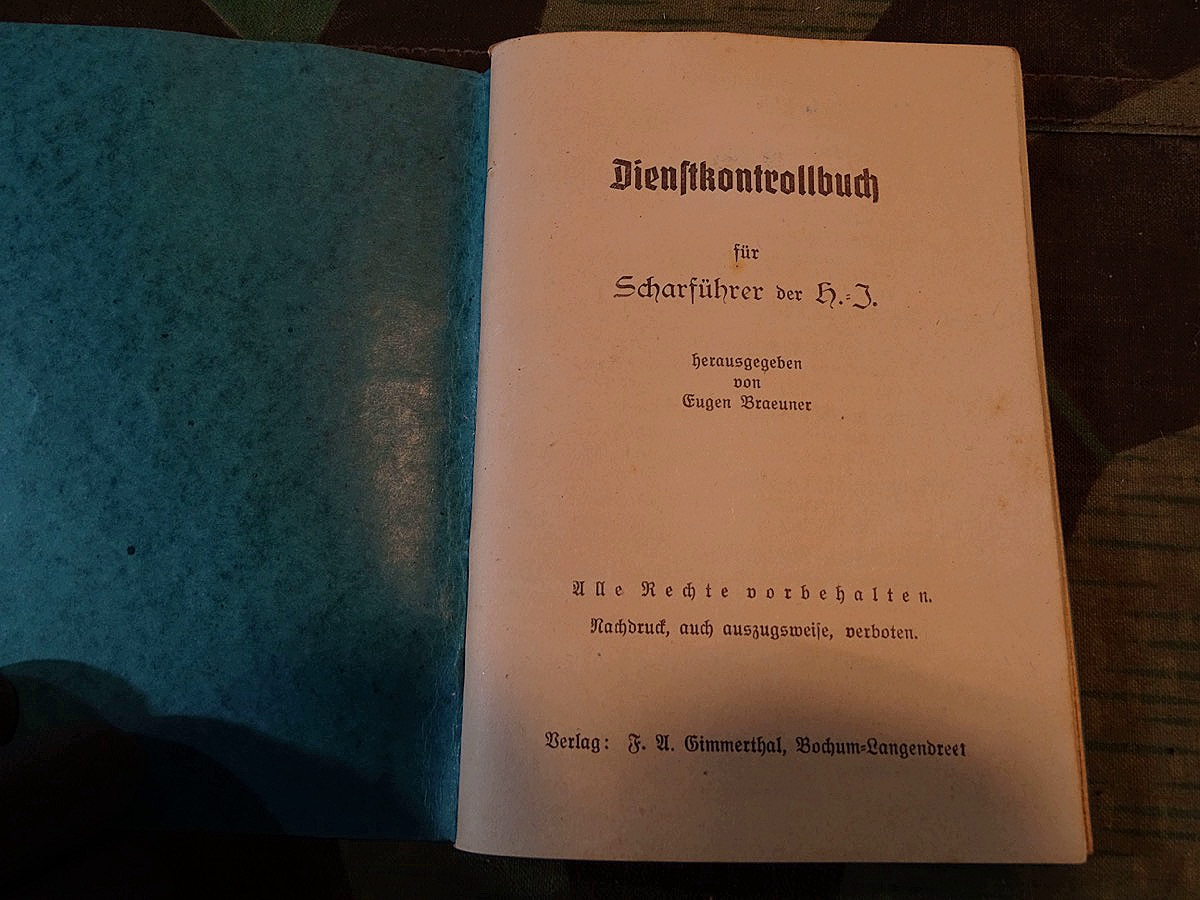 Dienstkontrollbuch
für
Scharführer der H.-J.
herausgegeben
von
Eugen Braeuner
Alle Rechte vorbehalten.
Nachdruck, auch auszugsweise, verboten.
Verlag: F. A. Gimmerthal, Bochum-Langendreer